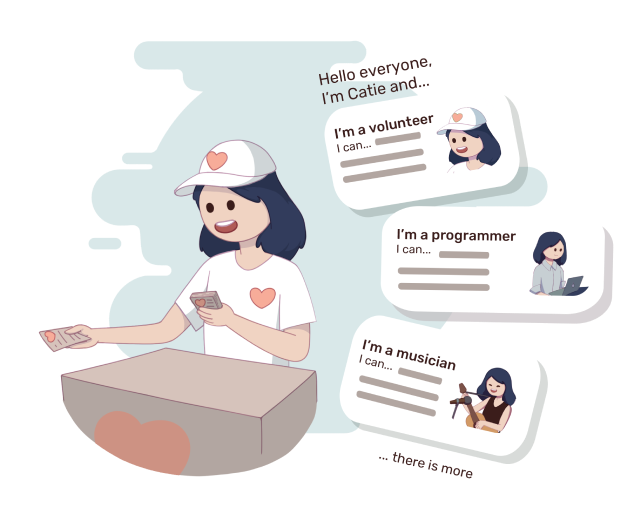 Hello everyone,
I'm Catie and...
I'm a volunteer
I can...
I'm a programmer
I can...
I'm a musician
I can...
... there is more